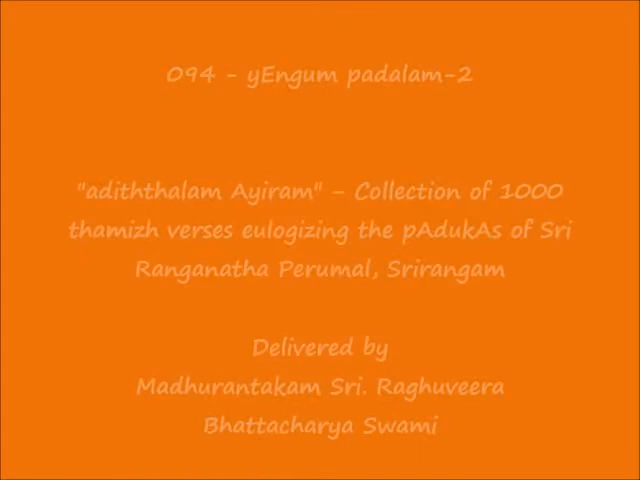 094 - yEngum padalam-2
"adiththalam Ayiram" – Collection of 1000
thamizh verses eulogizing the pAdukAs of Sri
Ranganatha Perumal, Srirangam
Delivered by
Madhurantakam Sri. Raghuveera
Bhattacharya Swami